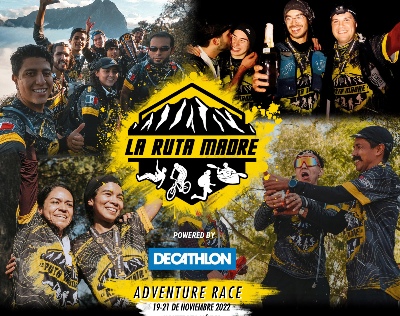 LA RUTA MADRE
POWERED BY
DECATHLON
ADVENTURE RACE
19-21 DE NOVIEMBRE 2022